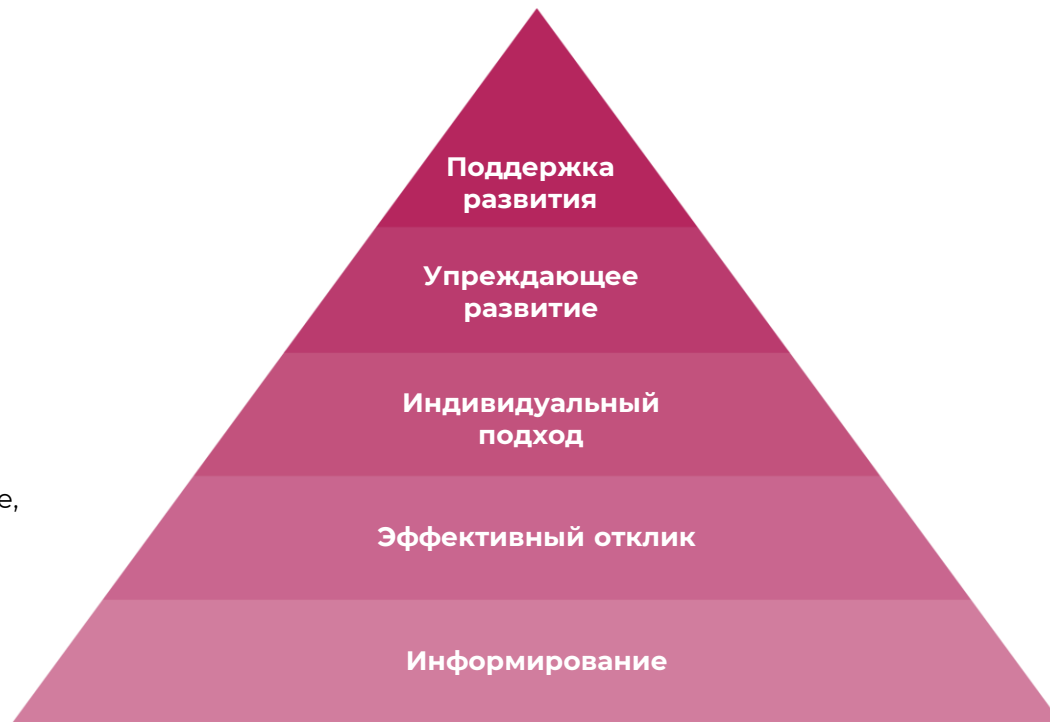 Поддержка
развития
Упреждающее
развитие
Индивидуальный
подход
е,
Эффективный отклик
Информирование